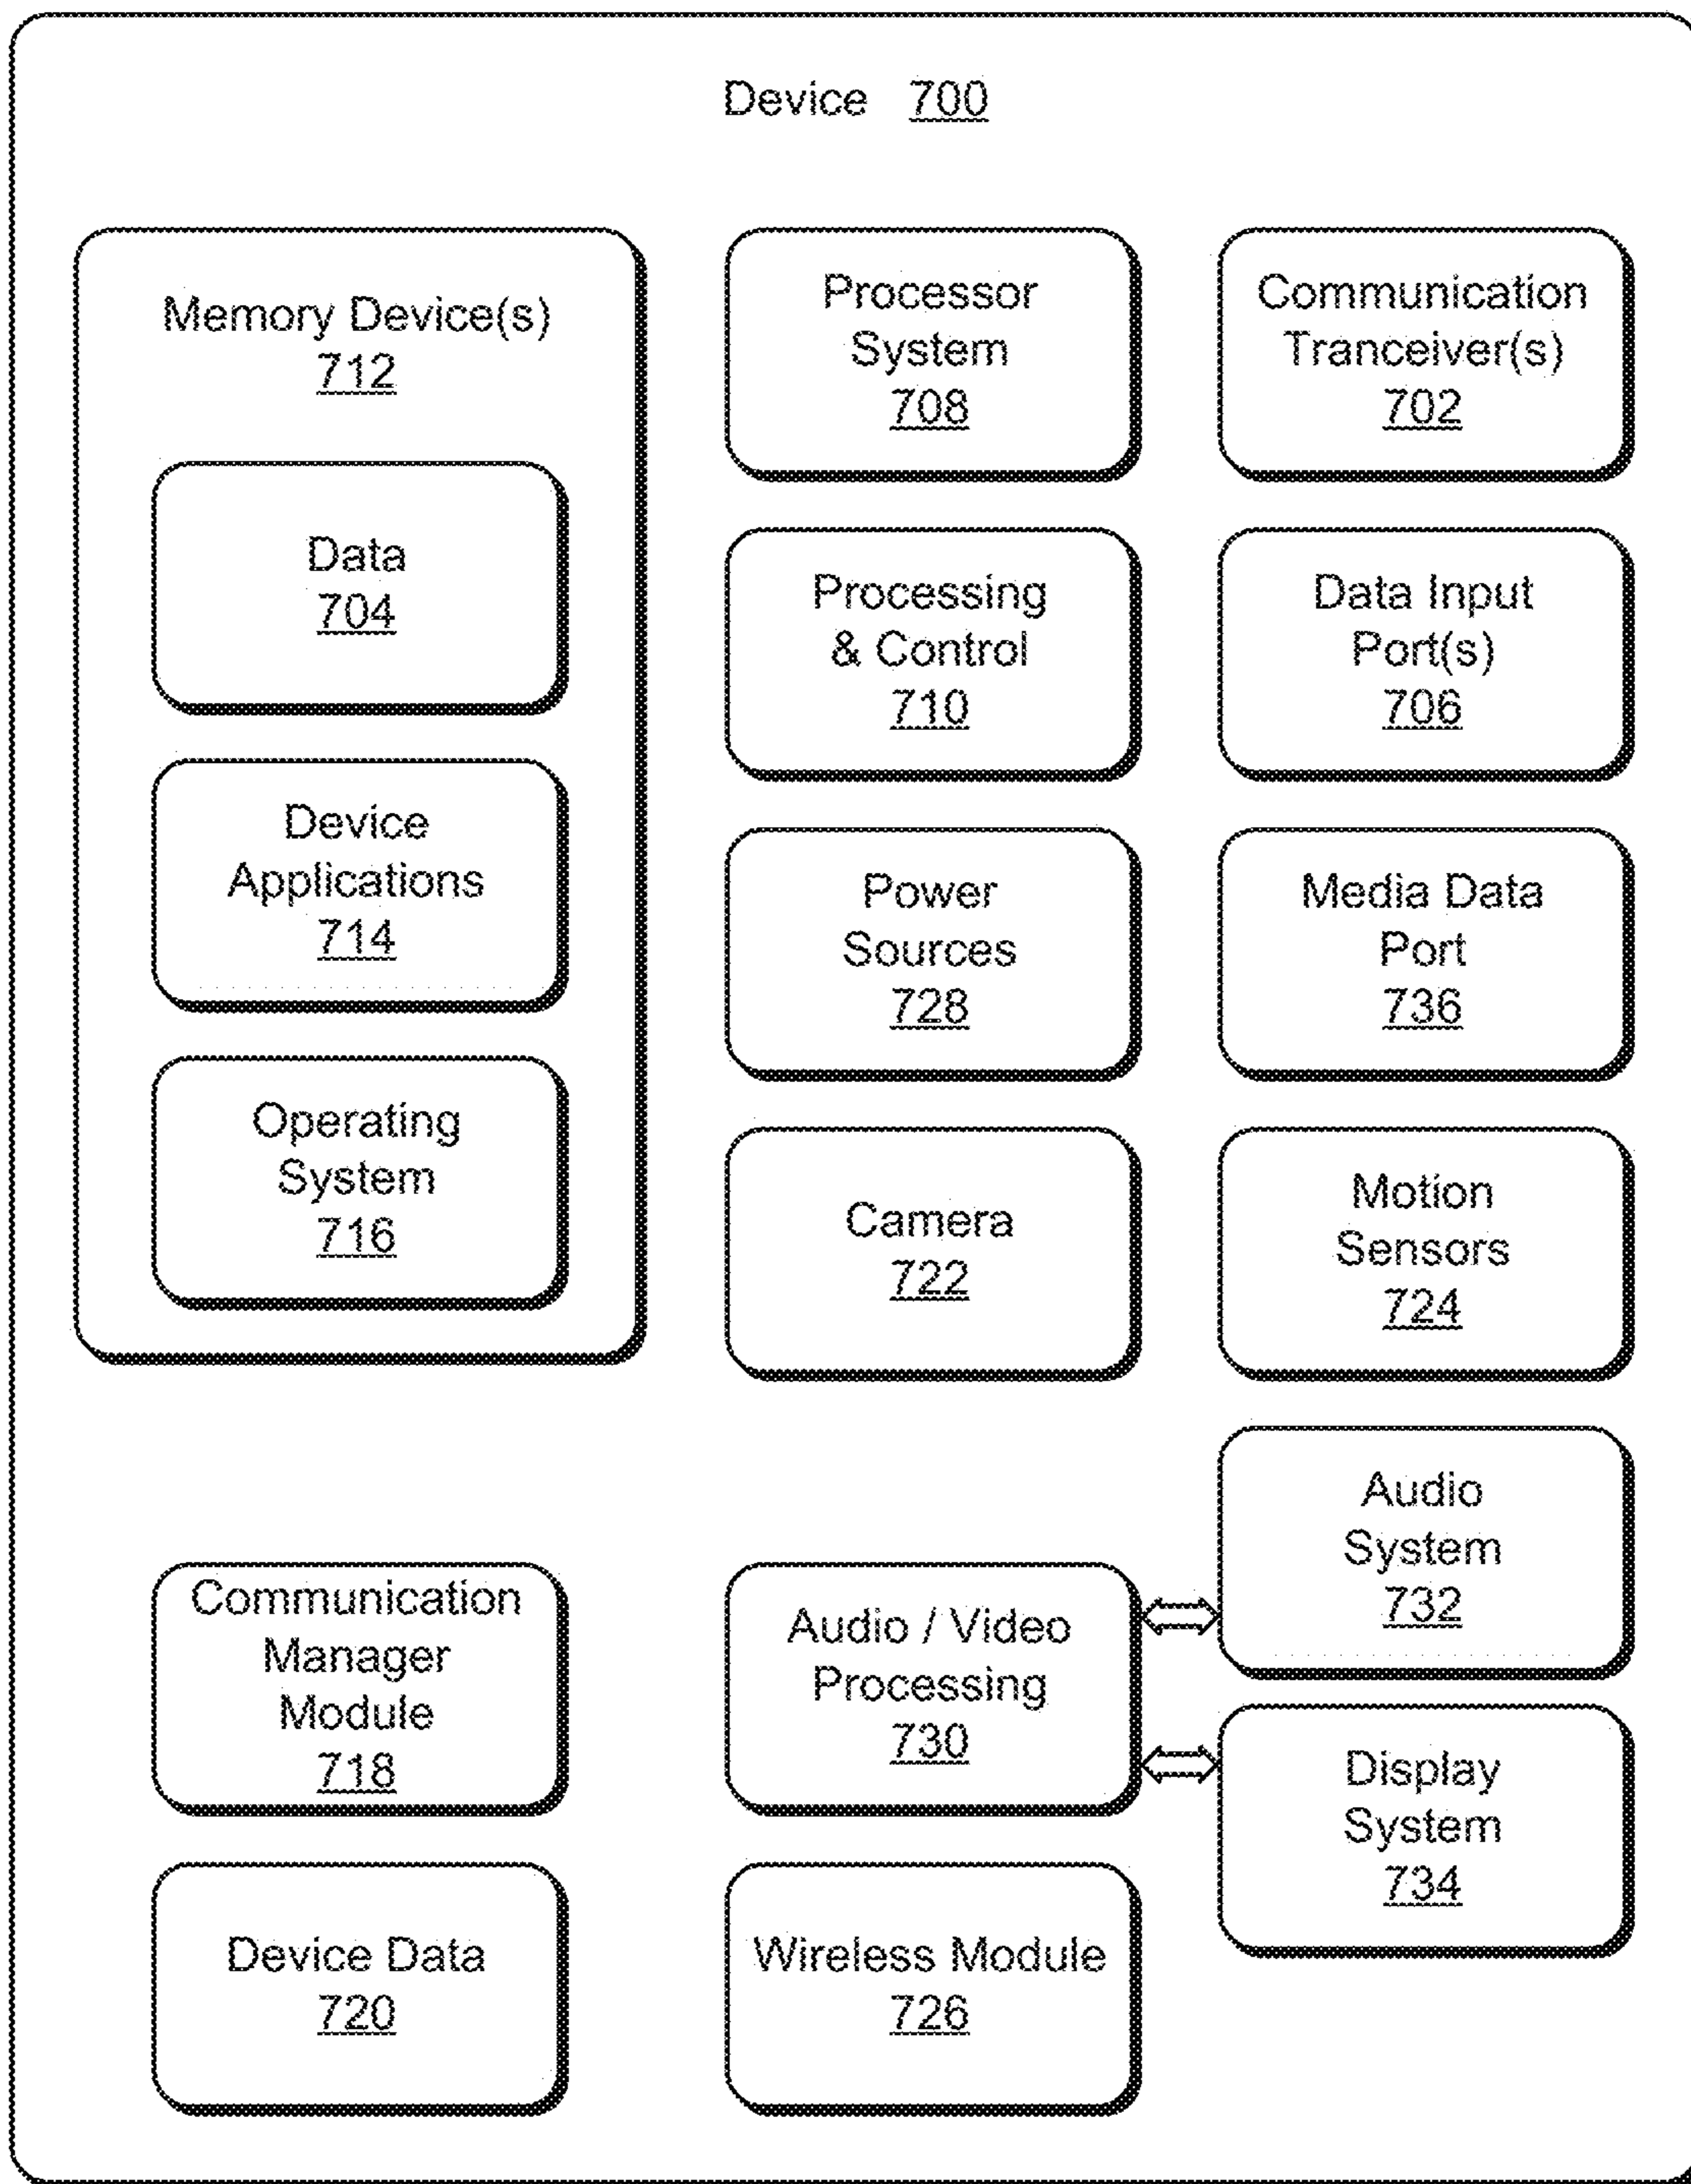 Device 700
Memory Device(s)
712
Data
704
Device
Applications
714
Operating
System
716
Processor
System
708
Communication
Tranceiver(s)
702
Processing
& Control
710
Data Input
Port(s)
706
Power
Sources
728
Media Data
Port
736
Camera
722
Motion
Sensors
724
Communication
Manager
Module
718
Audio / Video
Processing
730
Audio
System
732
Display
System
734
Device Data
720
Wireless Module
726